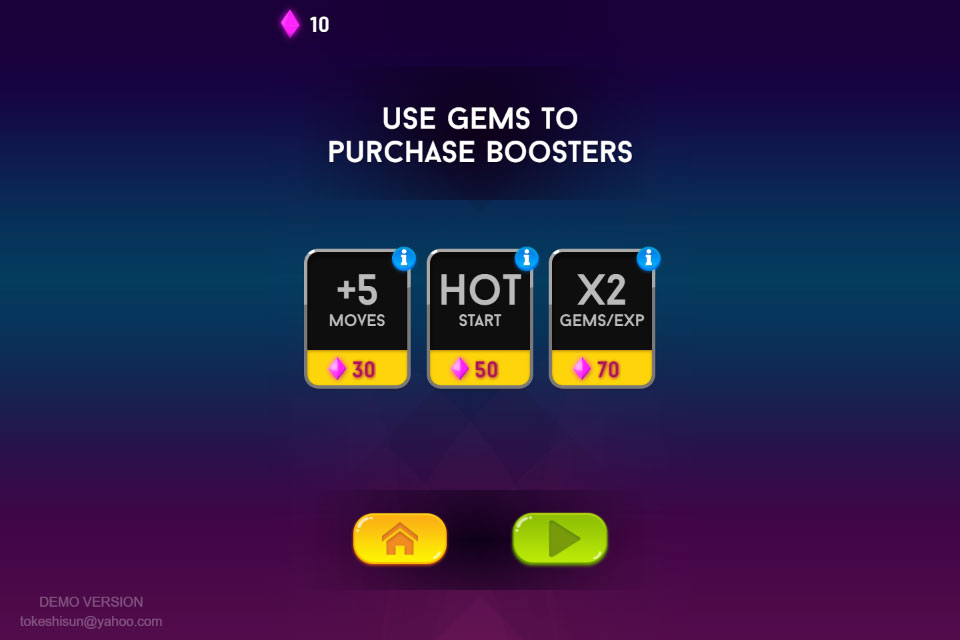 10
USE GEMS TO
PURCHASE BOOSTERS
+5
MOVES
30
HOT
START
50
X2
GEMS/EXP
70
DEMO VERSION
tokeshisun@yahoo.com